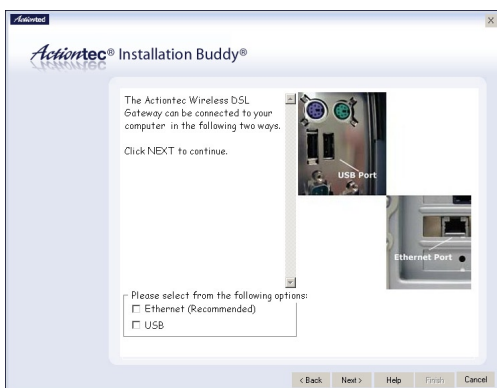 Actiontec
Actiontec® Installation Buddy®
The Actiontec Wireless DSL
Gateway can be connected to your
computer in the following two ways.
Click NEXT to continue.
USB Port
Ethernet Port
Please select from the following options:
Ethernet (Recommended)
USB
< Back Next > Help Finish Cancel